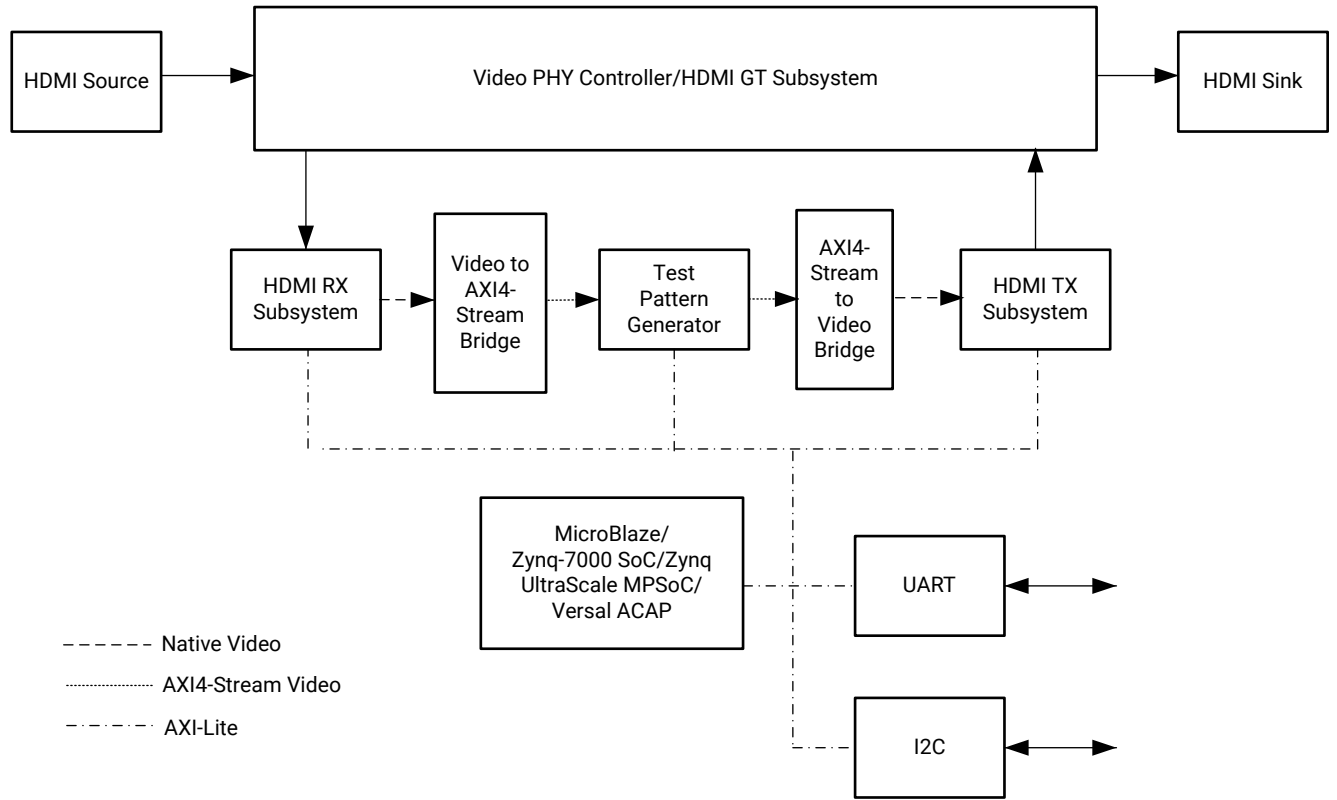 HDMI Source
Video PHY Controller/HDMI GT Subsystem
HDMI Sink
HDMI RX
Subsystem
Video to
AXI4-
Stream
Bridge
Test
Pattern
Generator
AXI4-
Stream
to
Video
Bridge
HDMI TX
Subsystem
MicroBlaze/
Zynq-7000 SoC/Zynq
UltraScale MPSoC/
Versal ACAP
UART
I2C
Native Video
AXI4-Stream Video
AXI-Lite